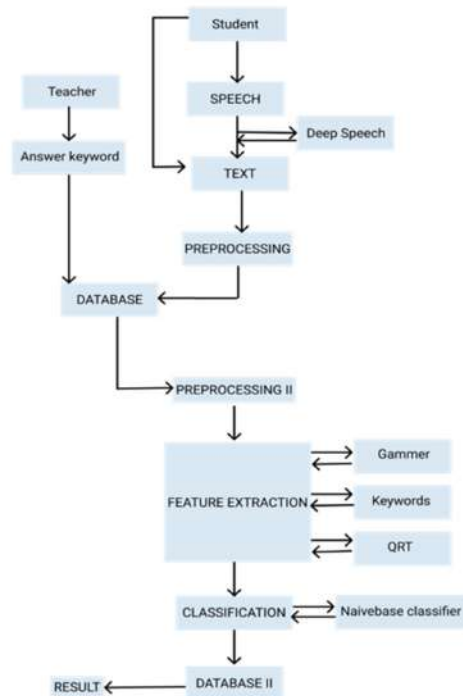 Student
Teacher
SPEECH
Deep Speech
Answer keyword
TEXT
PREPROCESSING
DATABASE
PREPROCESSING II
Gammer
FEATURE EXTRACTION
Keywords
QRT
CLASSIFICATION
Naivebase classifier
DATABASE II
RESULT